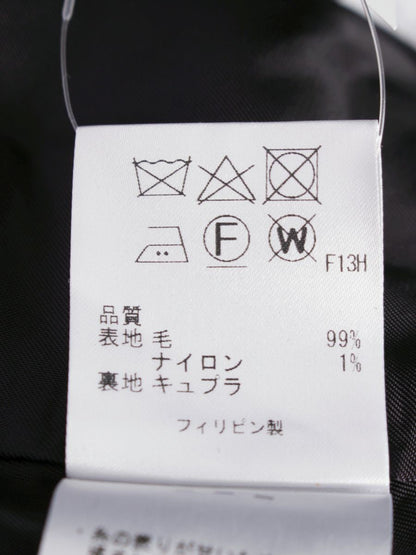 F W F13H
品質
表地 毛 99%
ナイロン 1%
裏地 キュプラ
フィリピン製